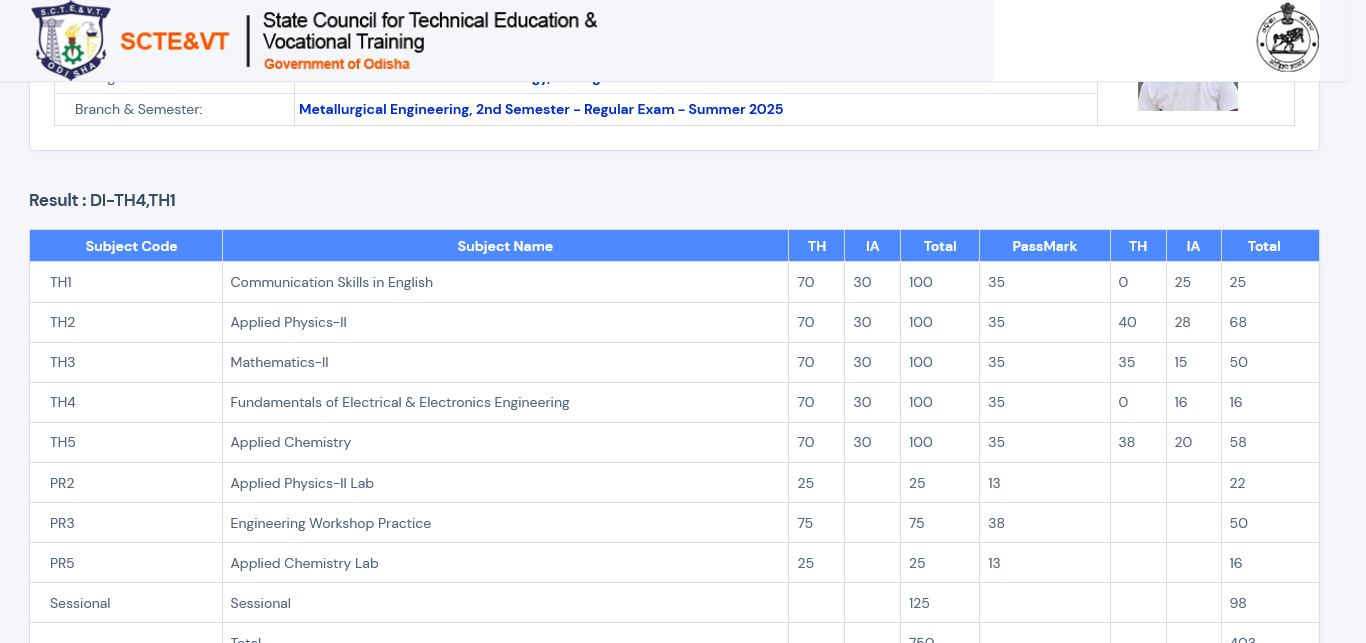 S.C.T.E.&V.T.
ODISHA
SCTE&VT
State Council for Technical Education &
Vocational Training
Government of Odisha
Branch & Semester:
Metallurgical Engineering, 2nd Semester - Regular Exam - Summer 2025
Result : DI-TH4,TH1
Subject Code Subject Name TH IA Total PassMark TH IA Total
TH1 Communication Skills in English 70 30 100 35 0 25 25
TH2 Applied Physics-II 70 30 100 35 40 28 68
TH3 Mathematics-II 70 30 100 35 35 15 50
TH4 Fundamentals of Electrical & Electronics Engineering 70 30 100 35 0 16 16
TH5 Applied Chemistry 70 30 100 35 38 20 58
PR2 Applied Physics-II Lab 25 25 13 22
PR3 Engineering Workshop Practice 75 75 38 50
PR5 Applied Chemistry Lab 25 25 13 16
Sessional Sessional 125 98
Total 750 403